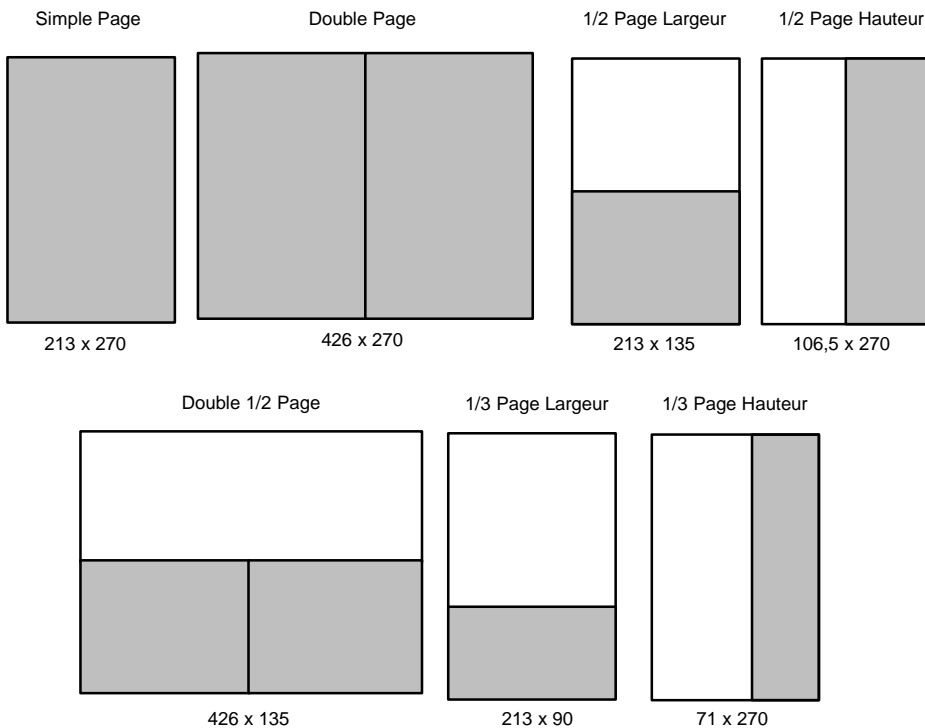 Simple Page
Double Page
1/2 Page Largeur
1/2 Page Hauteur
213 x 270
426 x 270
213 x 135
106,5 x 270
Double 1/2 Page
1/3 Page Largeur
1/3 Page Hauteur
426 x 135
213 x 90
71 x 270